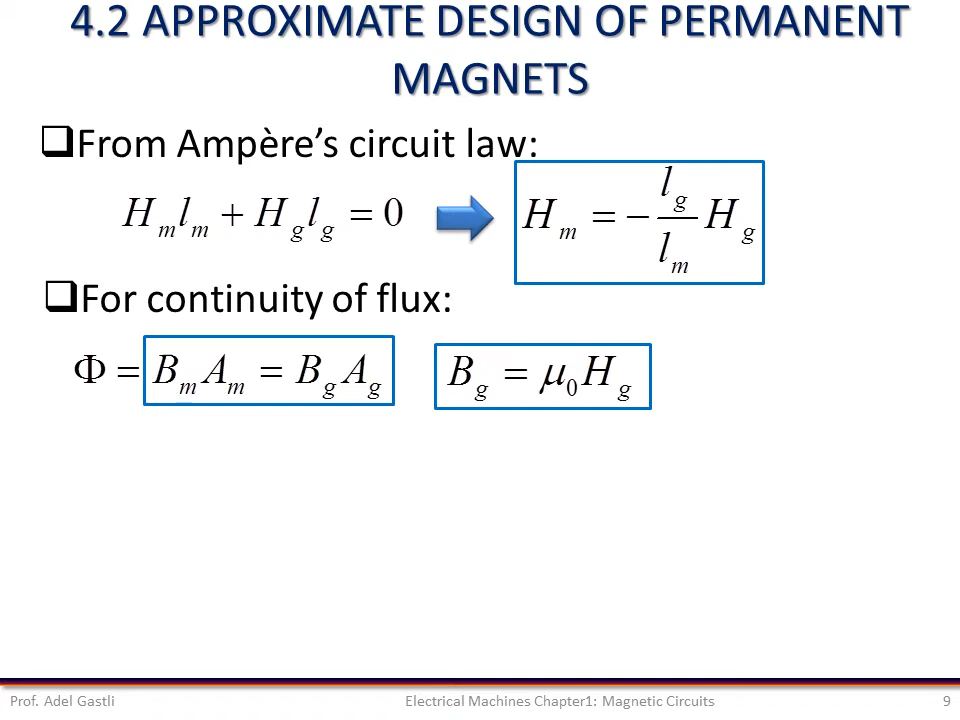 4.2 APPROXIMATE DESIGN OF PERMANENT
MAGNETS
❑From Ampère’s circuit law:
H_m l_m + H_g l_g = 0
H_m = − (l_g / l_m) H_g
❑For continuity of flux:
Φ = B_m A_m = B_g A_g
B_g = μ_0 H_g
Prof. Adel Gastli
Electrical Machines Chapter1: Magnetic Circuits
9